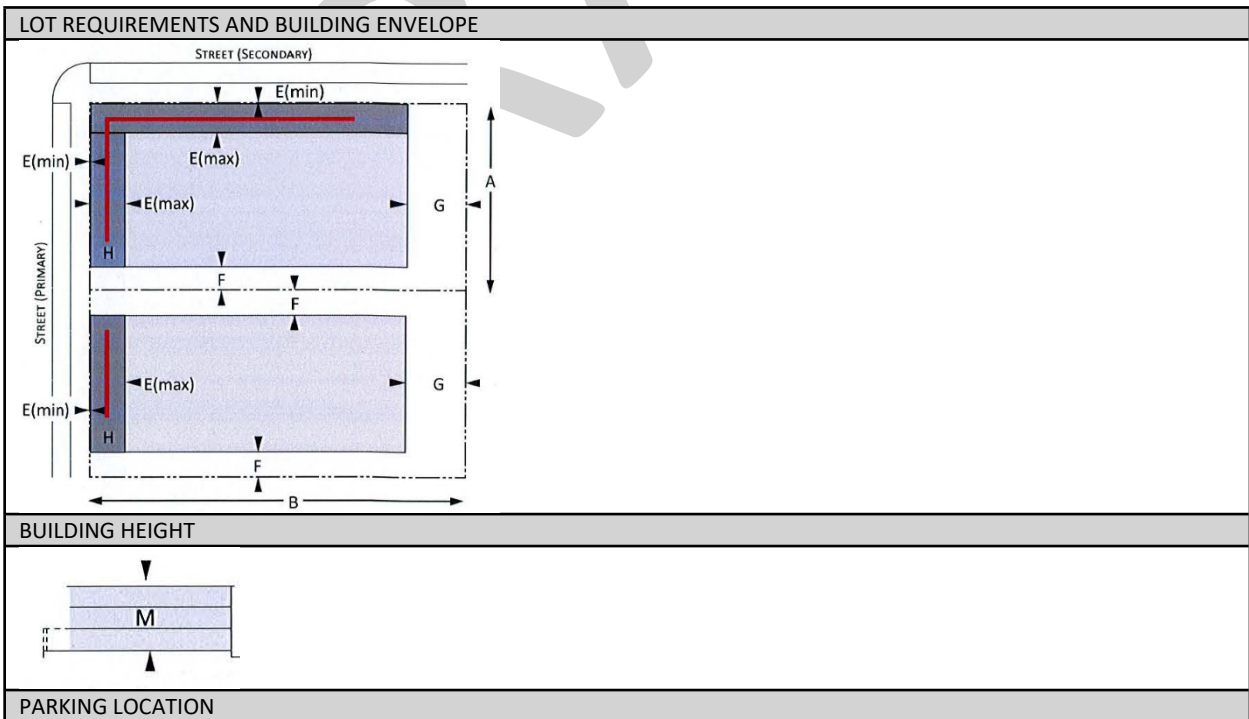 LOT REQUIREMENTS AND BUILDING ENVELOPE
STREET (SECONDARY)
E(min)
E(min)
E(max)
A
E(max)
G
H
F
STREET (PRIMARY)
F
E(max)
G
E(min)
H
F
B
BUILDING HEIGHT
M
PARKING LOCATION